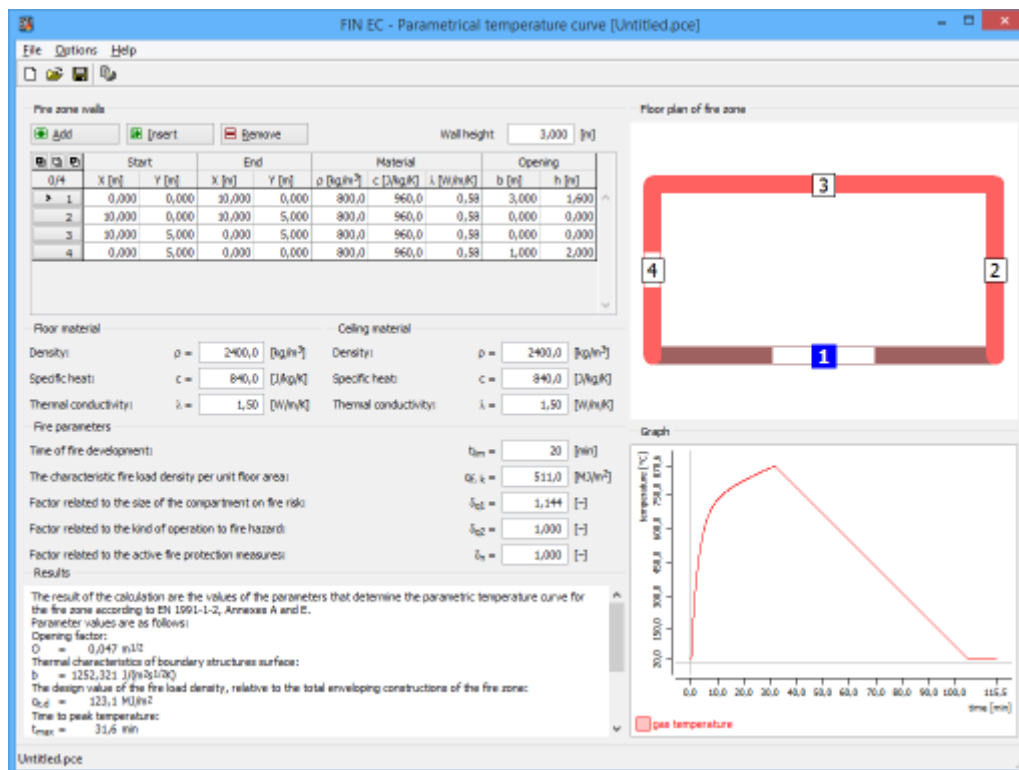 FIN EC - Parametrical temperature curve [Untitled.pce]
File Options Help
Fire zone walls
Add Insert Remove Wall height 3,000 [m]
Start End Material Opening
0/4 X [m] Y [m] X [m] Y [m] ρ [kg/m³] c [J/kg/K] λ [W/m/K] b [m] h [m]
1 0,000 0,000 10,000 0,000 800,0 960,0 0,58 3,000 1,600
2 10,000 0,000 10,000 5,000 800,0 960,0 0,58 0,000 0,000
3 10,000 5,000 0,000 5,000 800,0 960,0 0,58 0,000 0,000
4 0,000 5,000 0,000 0,000 800,0 960,0 0,58 1,000 2,000
Floor material
Density: ρ = 2400,0 [kg/m³]
Specific heat: c = 840,0 [J/kg/K]
Thermal conductivity: λ = 1,50 [W/m/K]
Ceiling material
Density: ρ = 2400,0 [kg/m³]
Specific heat: c = 840,0 [J/kg/K]
Thermal conductivity: λ = 1,50 [W/m/K]
Fire parameters
Time of fire development: tlim = 20 [min]
The characteristic fire load density per unit floor area: qf,k = 511,0 [MJ/m²]
Factor related to the size of the compartment on fire risk: δq1 = 1,144 [–]
Factor related to the kind of operation to fire hazard: δq2 = 1,000 [–]
Factor related to the active fire protection measures: δn = 1,000 [–]
Results
The result of the calculation are the values of the parameters that determine the parametric temperature curve for
the fire zone according to EN 1991-1-2, Annexes A and E.
Parameter values are as follows:
Opening factor:
O = 0,047 m1/2
Thermal characteristics of boundary structures surface:
b = 1252,321 J/(m2s1/2K)
The design value of the fire load density, relative to the total enveloping constructions of the fire zone:
qt,d = 123,1 MJ/m2
Time to peak temperature:
tmax = 31,6 min
Floor plan of fire zone
3
4
2
1
Graph
temperature [°C]
870,6
750,0
600,0
450,0
300,0
150,0
20,0
0,0 10,0 20,0 30,0 40,0 50,0 60,0 70,0 80,0 90,0 100,0 115,5
time [min]
gas temperature
Untitled.pce